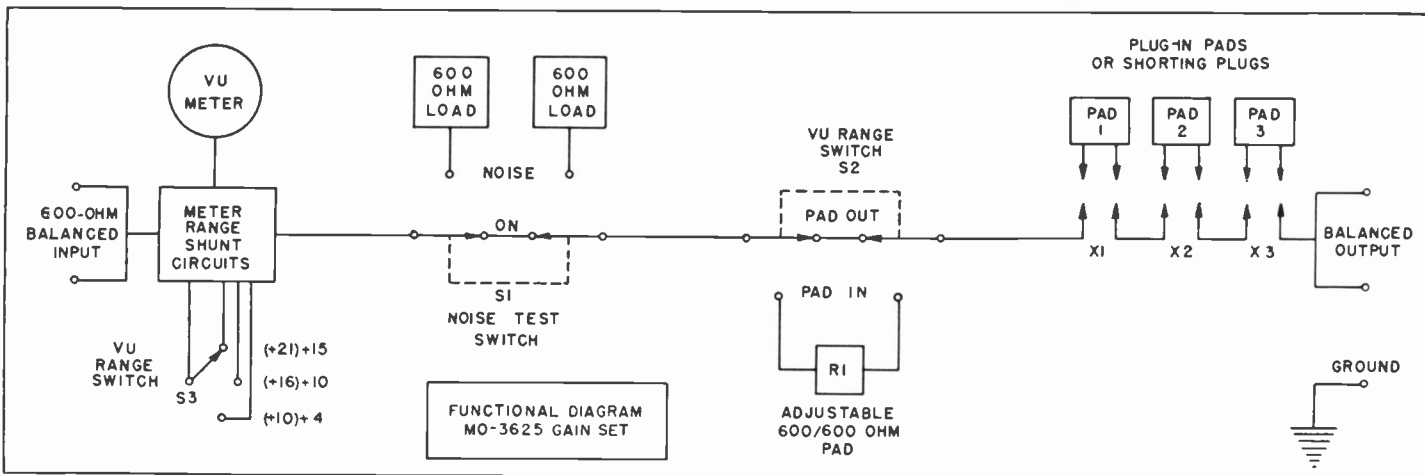 VU
METER
600-OHM
BALANCED
INPUT
METER
RANGE
SHUNT
CIRCUITS
VU
RANGE
SWITCH
S3
(+21)+15
(+16)+10
(+10)+4
600
OHM
LOAD
600
OHM
LOAD
NOISE
ON
S1
NOISE TEST
SWITCH
FUNCTIONAL DIAGRAM
MO-3625 GAIN SET
VU RANGE
SWITCH
S2
PAD OUT
PAD IN
R1
ADJUSTABLE
600/600 OHM
PAD
PLUG-IN PADS
OR SHORTING PLUGS
PAD
1
PAD
2
PAD
3
X1
X2
X3
BALANCED
OUTPUT
GROUND